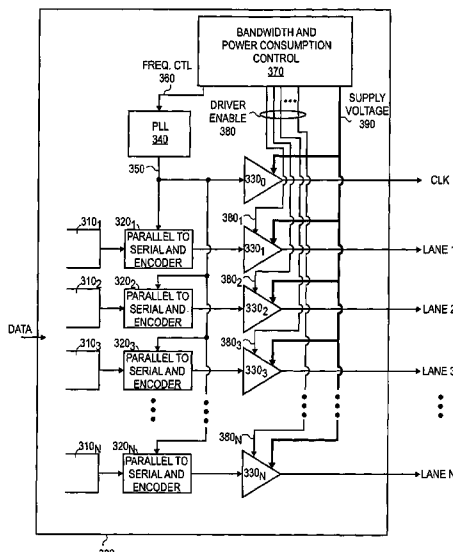 BANDWIDTH AND
POWER CONSUMPTION
CONTROL
370
FREQ. CTL
360
DRIVER
ENABLE
380
SUPPLY
VOLTAGE
390
PLL
340
350
330₀
CLK
310₁
320₁
PARALLEL TO
SERIAL AND
ENCODER
380₁
330₁
LANE 1
310₂
320₂
PARALLEL TO
SERIAL AND
ENCODER
380₂
330₂
LANE 2
DATA
310₃
320₃
PARALLEL TO
SERIAL AND
ENCODER
380₃
330₃
LANE 3
310ₙ
320ₙ
PARALLEL TO
SERIAL AND
ENCODER
380ₙ
330ₙ
LANE N